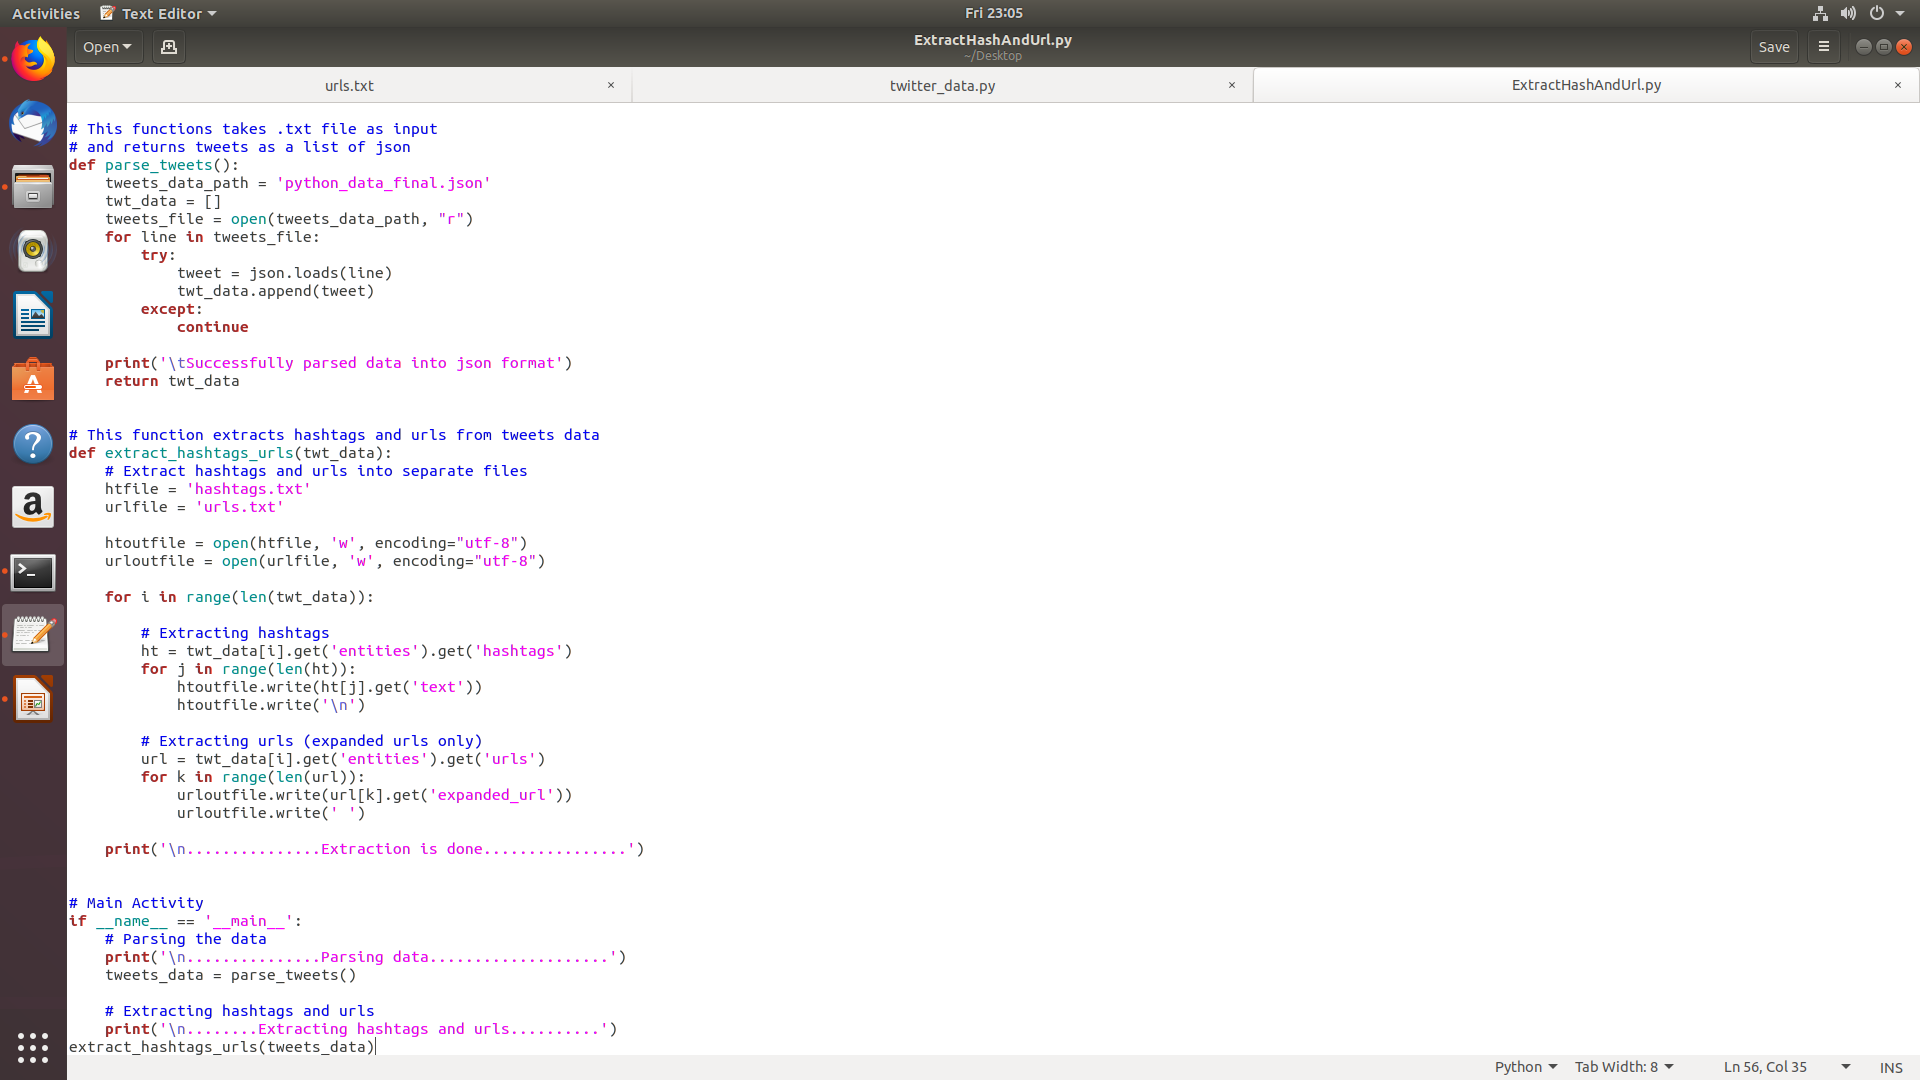 Activities
Text Editor
Fri 23:05
Open
ExtractHashAndUrl.py
~/Desktop
Save
urls.txt
twitter_data.py
ExtractHashAndUrl.py
# This functions takes .txt file as input
# and returns tweets as a list of json
def parse_tweets():
    tweets_data_path = 'python_data_final.json'
    twt_data = []
    tweets_file = open(tweets_data_path, "r")
    for line in tweets_file:
        try:
            tweet = json.loads(line)
            twt_data.append(tweet)
        except:
            continue
    print('\tSuccessfully parsed data into json format')
    return twt_data
# This function extracts hashtags and urls from tweets data
def extract_hashtags_urls(twt_data):
    # Extract hashtags and urls into separate files
    htfile = 'hashtags.txt'
    urlfile = 'urls.txt'
    htoutfile = open(htfile, 'w', encoding="utf-8")
    urloutfile = open(urlfile, 'w', encoding="utf-8")
    for i in range(len(twt_data)):
        # Extracting hashtags
        ht = twt_data[i].get('entities').get('hashtags')
        for j in range(len(ht)):
            htoutfile.write(ht[j].get('text'))
            htoutfile.write('\n')
        # Extracting urls (expanded urls only)
        url = twt_data[i].get('entities').get('urls')
        for k in range(len(url)):
            urloutfile.write(url[k].get('expanded_url'))
            urloutfile.write(' ')
    print('\n...............Extraction is done................')
# Main Activity
if __name__ == '__main__':
    # Parsing the data
    print('\n...............Parsing data....................')
    tweets_data = parse_tweets()
    # Extracting hashtags and urls
    print('\n........Extracting hashtags and urls..........')
extract_hashtags_urls(tweets_data)
Python
Tab Width: 8
Ln 56, Col 35
INS